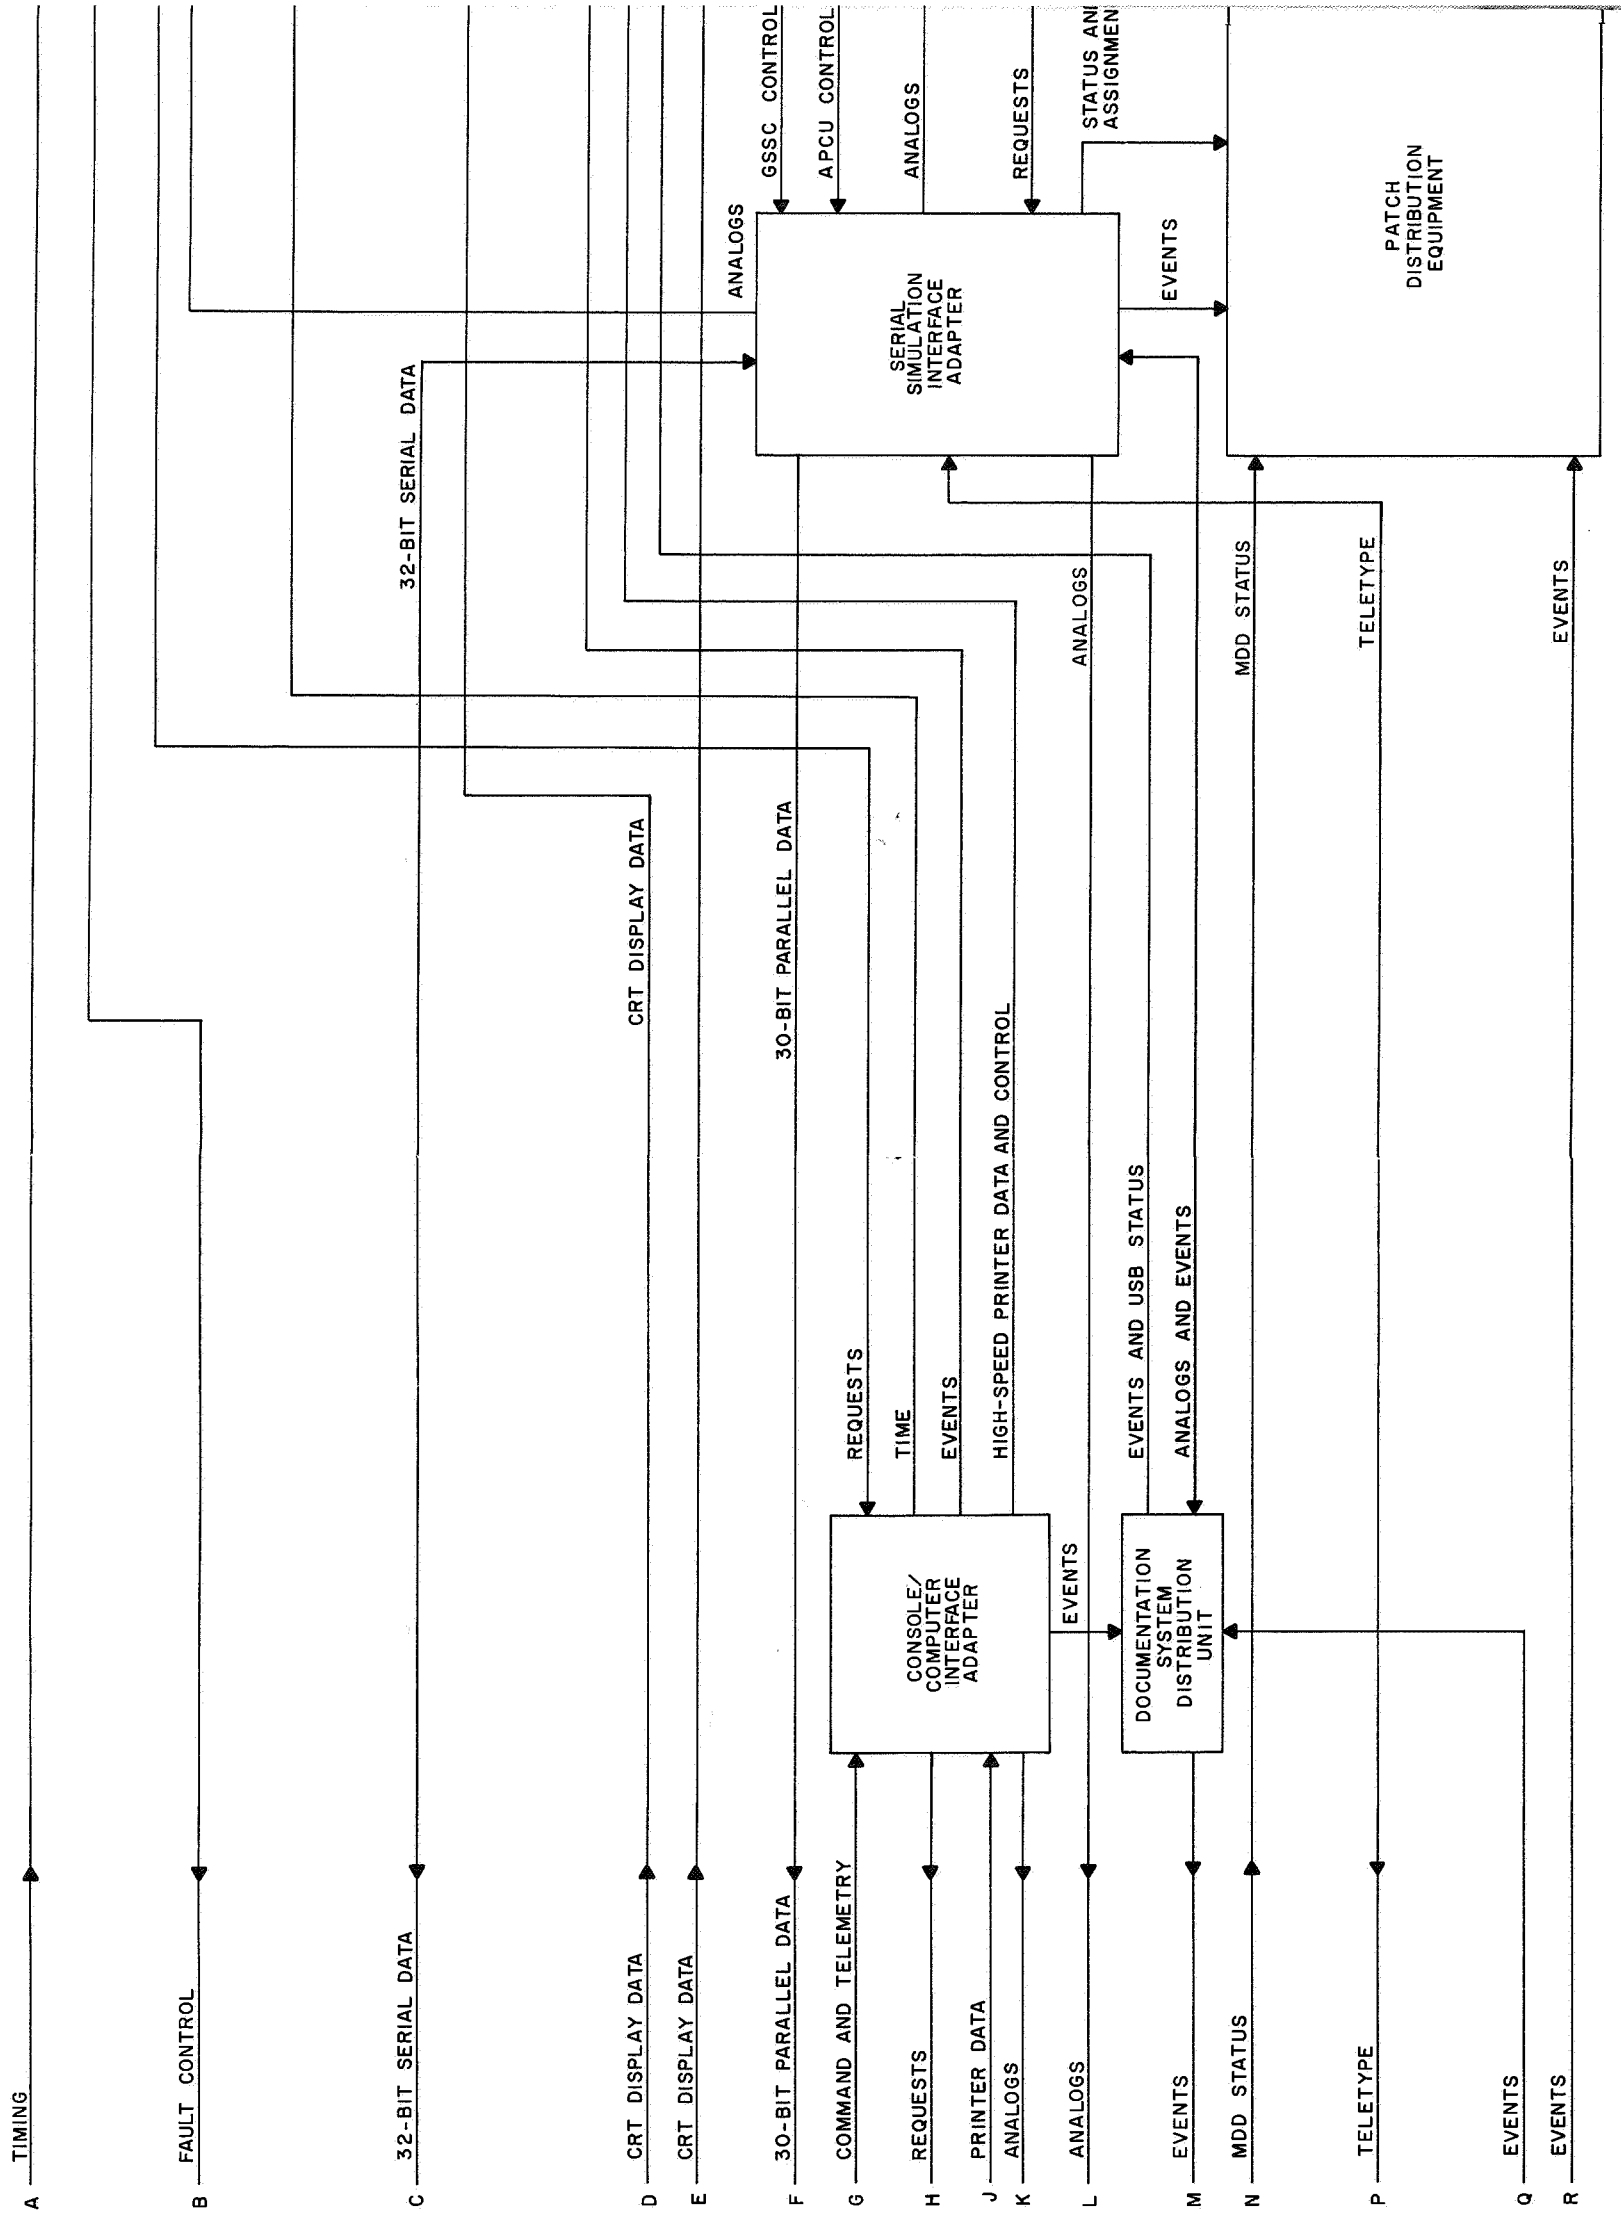 A
TIMING
B
FAULT CONTROL
C
32-BIT SERIAL DATA
32-BIT SERIAL DATA
D
CRT DISPLAY DATA
CRT DISPLAY DATA
E
CRT DISPLAY DATA
F
30-BIT PARALLEL DATA
30-BIT PARALLEL DATA
G
COMMAND AND TELEMETRY
H
REQUESTS
J
PRINTER DATA
K
ANALOGS
L
ANALOGS
ANALOGS
M
EVENTS
N
MDD STATUS
MDD STATUS
P
TELETYPE
TELETYPE
Q
EVENTS
R
EVENTS
EVENTS
CONSOLE/
COMPUTER
INTERFACE
ADAPTER
REQUESTS
TIME
EVENTS
HIGH-SPEED PRINTER DATA AND CONTROL
EVENTS
DOCUMENTATION
SYSTEM
DISTRIBUTION
UNIT
EVENTS AND USB STATUS
ANALOGS AND EVENTS
SERIAL
SIMULATION
INTERFACE
ADAPTER
ANALOGS
GSSC CONTROL
APCU CONTROL
ANALOGS
REQUESTS
STATUS AN
ASSIGNMEN
EVENTS
PATCH
DISTRIBUTION
EQUIPMENT